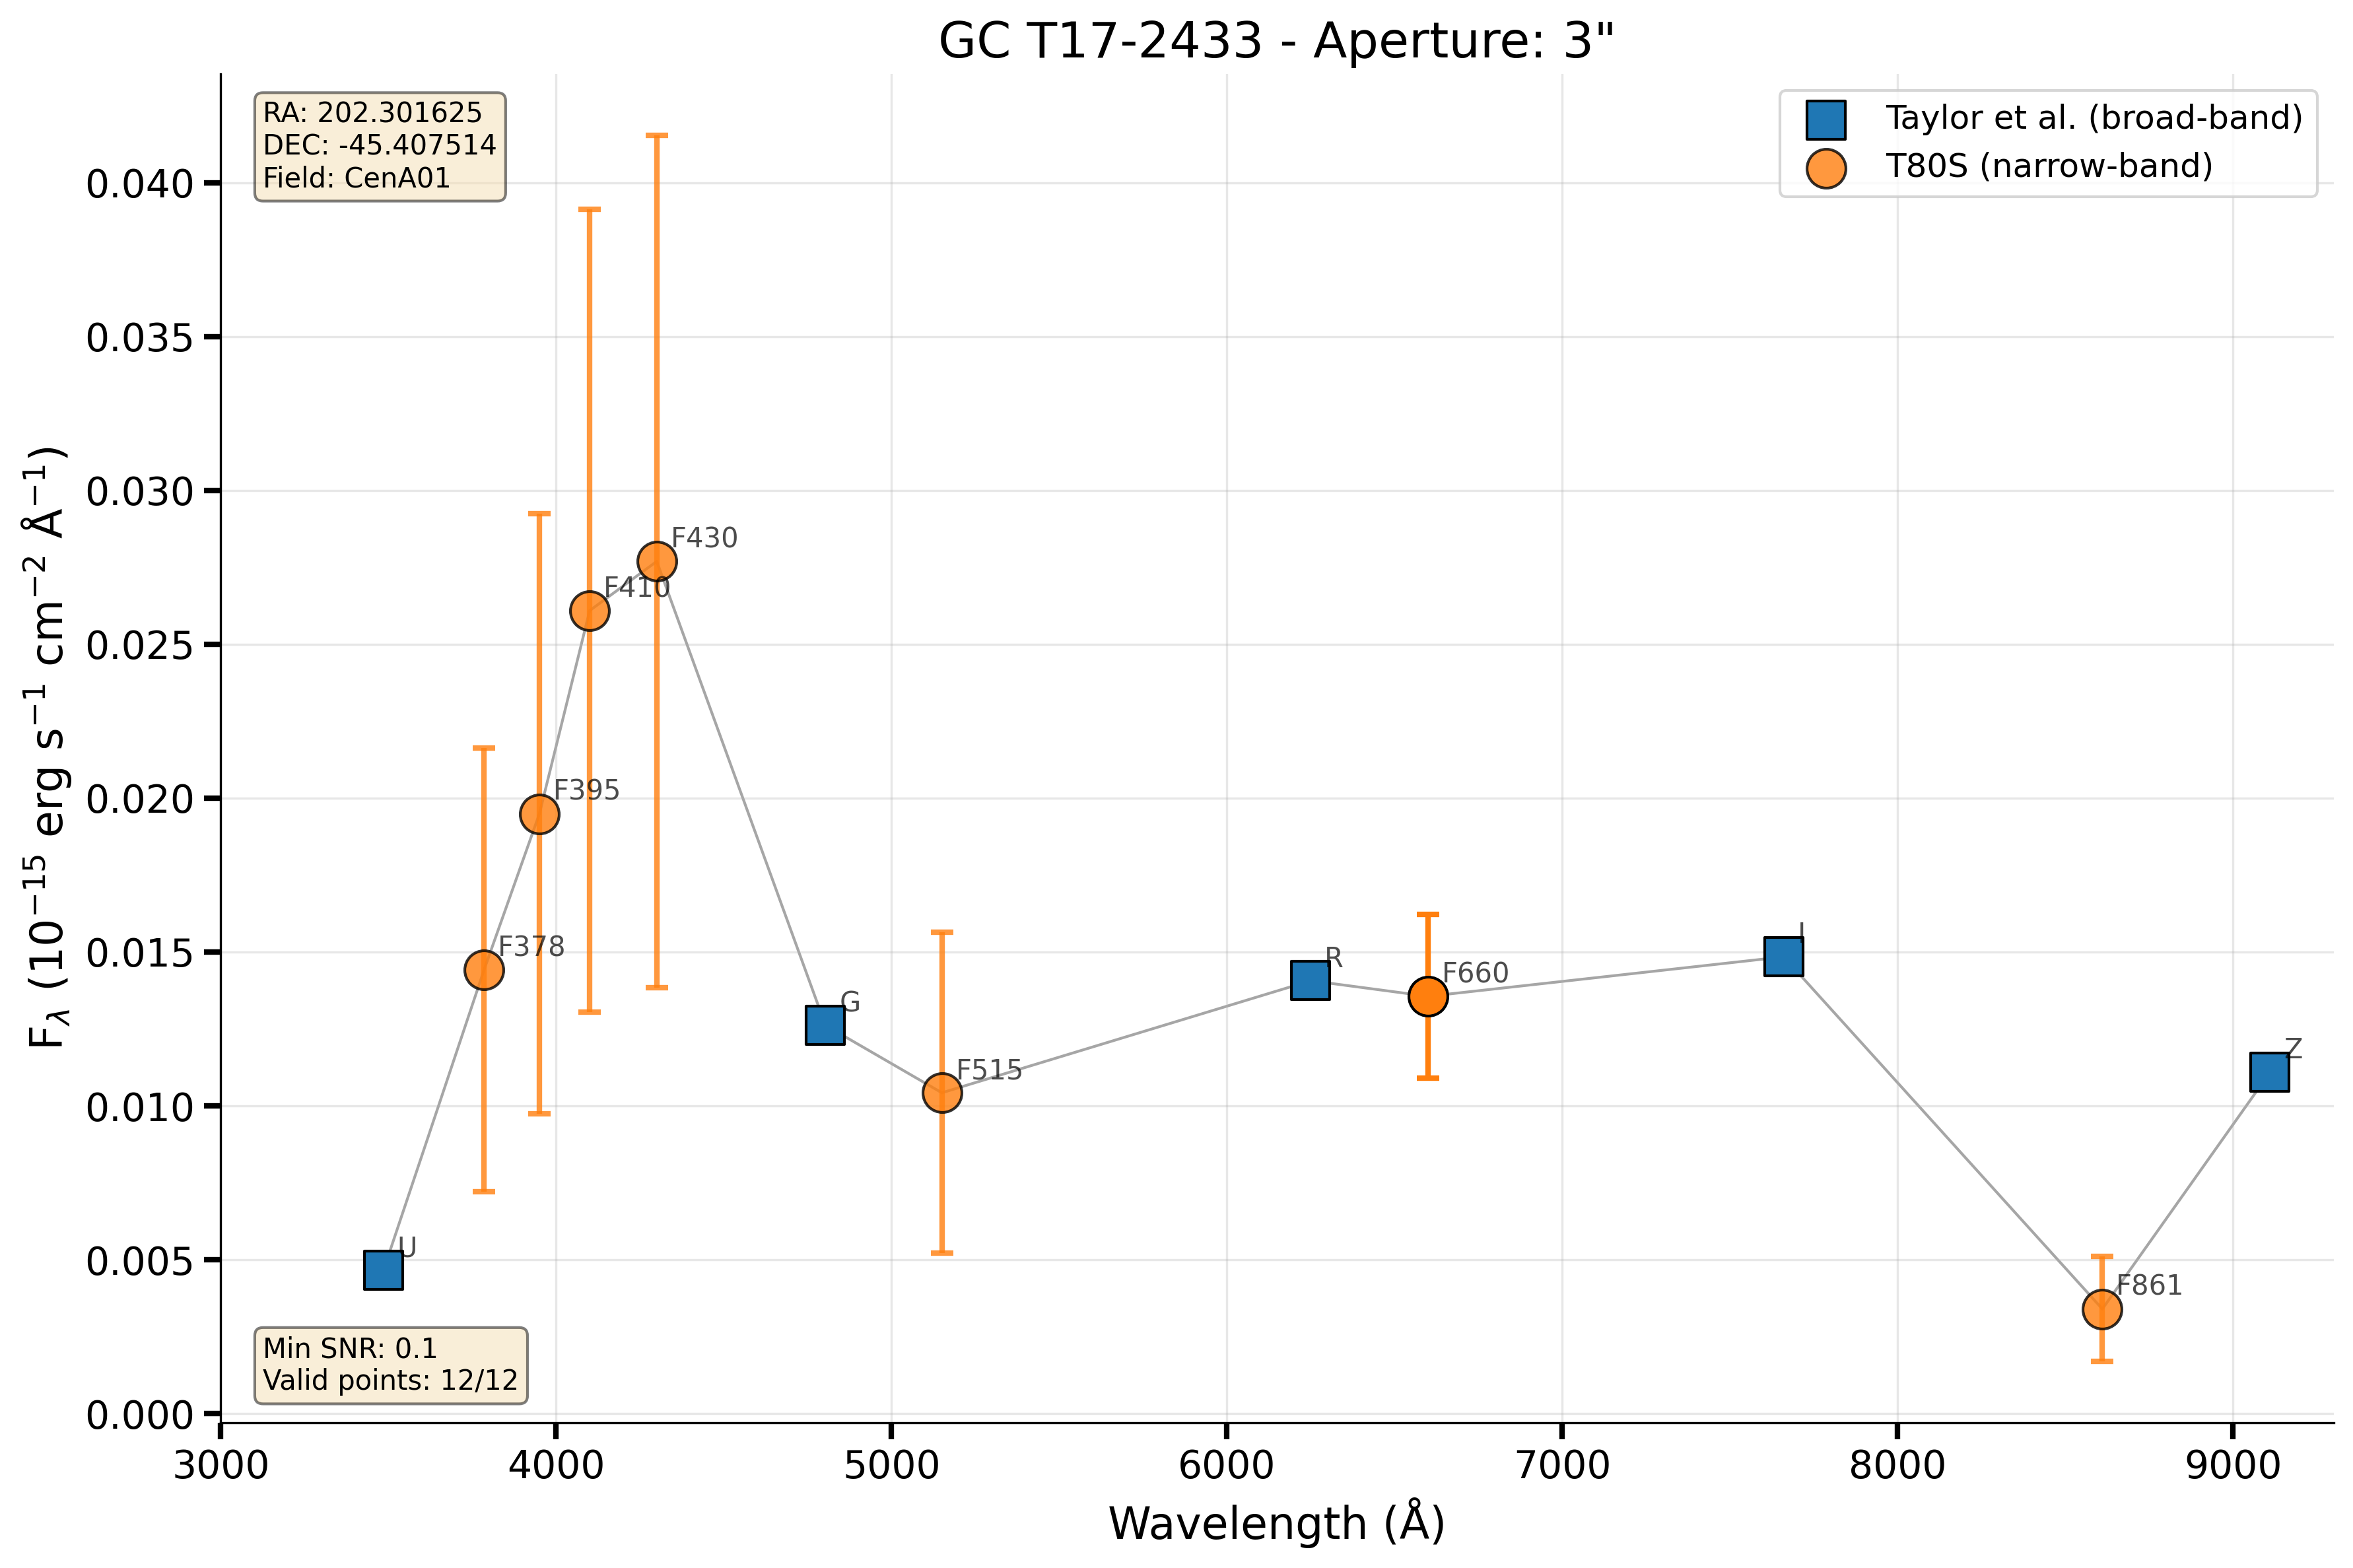 GC T17-2433 - Aperture: 3"
RA: 202.301625
DEC: -45.407514
Field: CenA01
Taylor et al. (broad-band)
T80S (narrow-band)
F$_{\lambda}$ (10$^{-15}$ erg s$^{-1}$ cm$^{-2}$ Å$^{-1}$)
0.040
0.035
0.030
0.025
0.020
0.015
0.010
0.005
0.000
F430
F410
F395
F378
G
F515
R
F660
I
Z
U
F861
Min SNR: 0.1
Valid points: 12/12
3000 4000 5000 6000 7000 8000 9000
Wavelength (Å)